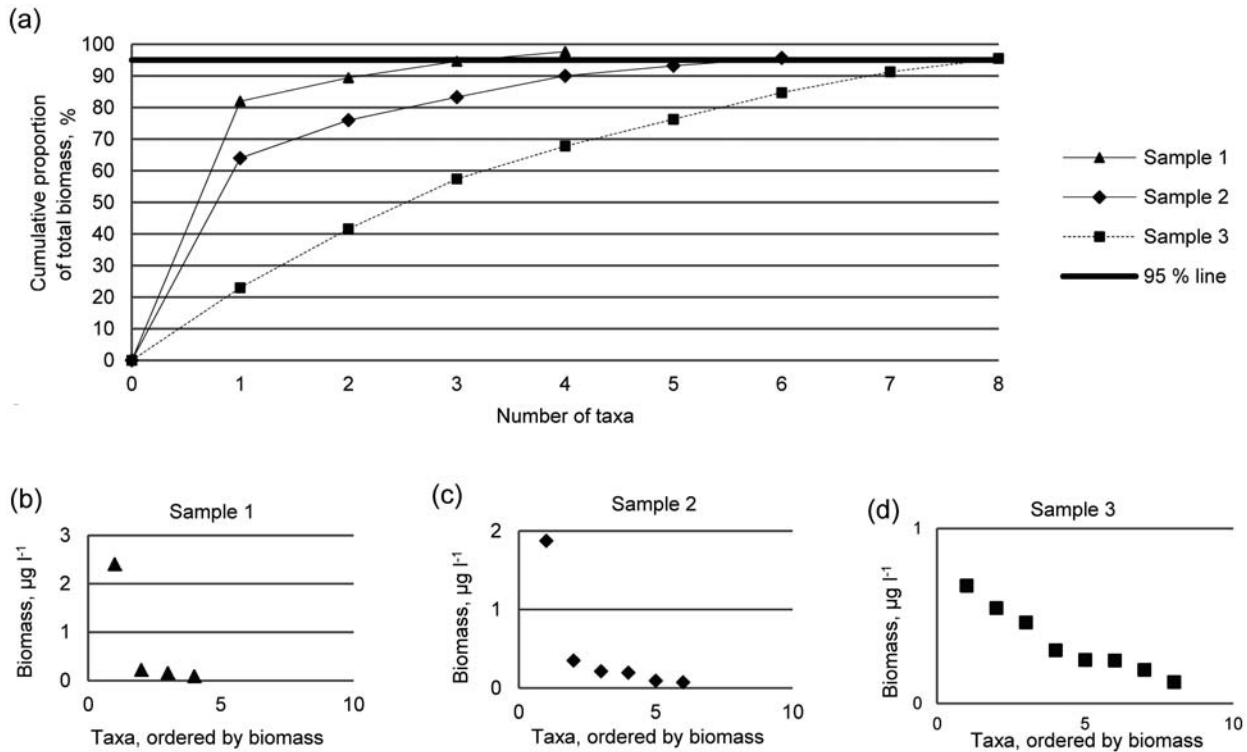 (a)
Cumulative proportion
of total biomass, %
100
90
80
70
60
50
40
30
20
10
0
0 1 2 3 4 5 6 7 8
Number of taxa
Sample 1
Sample 2
Sample 3
95 % line
(b)
Sample 1
Biomass, µg l-1
3
2
1
0
0 5 10
Taxa, ordered by biomass
(c)
Sample 2
Biomass, µg l-1
2
1
0
0 5 10
Taxa, ordered by biomass
(d)
Sample 3
Biomass, µg l-1
1
0
0 5 10
Taxa, ordered by biomass